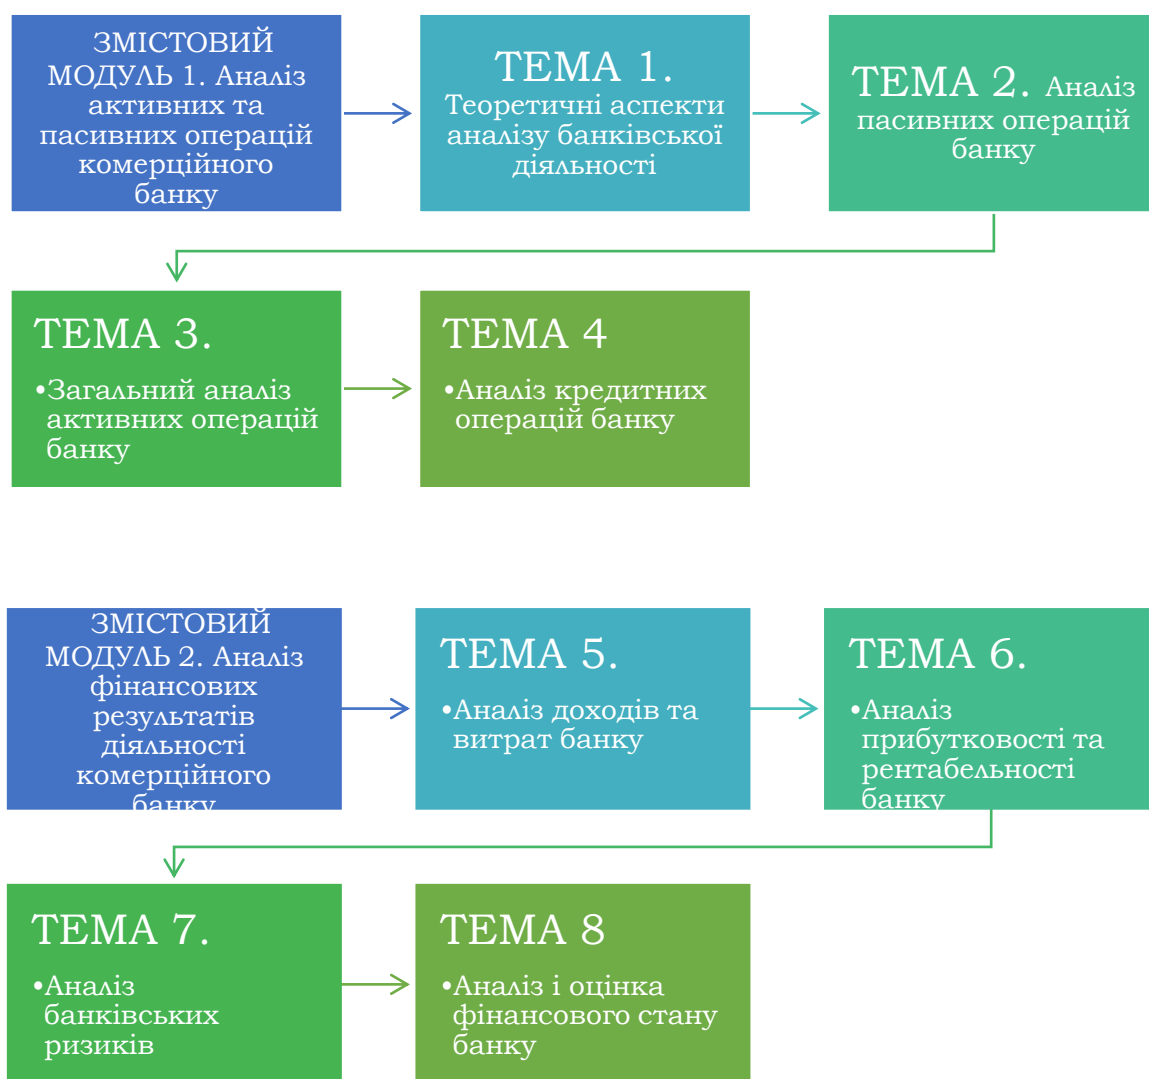 ЗМІСТОВИЙ
МОДУЛЬ 1. Аналіз
активних та
пасивних операцій
комерційного
банку
ТЕМА 1.
Теоретичні аспекти
аналізу банківської
діяльності
ТЕМА 2. Аналіз
пасивних операцій
банку
ТЕМА 3.
•Загальний аналіз
активних операцій
банку
ТЕМА 4
•Аналіз кредитних
операцій банку
ЗМІСТОВИЙ
МОДУЛЬ 2. Аналіз
фінансових
результатів
діяльності
комерційного
банку
ТЕМА 5.
•Аналіз доходів та
витрат банку
ТЕМА 6.
•Аналіз
прибутковості та
рентабельності
банку
ТЕМА 7.
•Аналіз
банківських
ризиків
ТЕМА 8
•Аналіз і оцінка
фінансового стану
банку